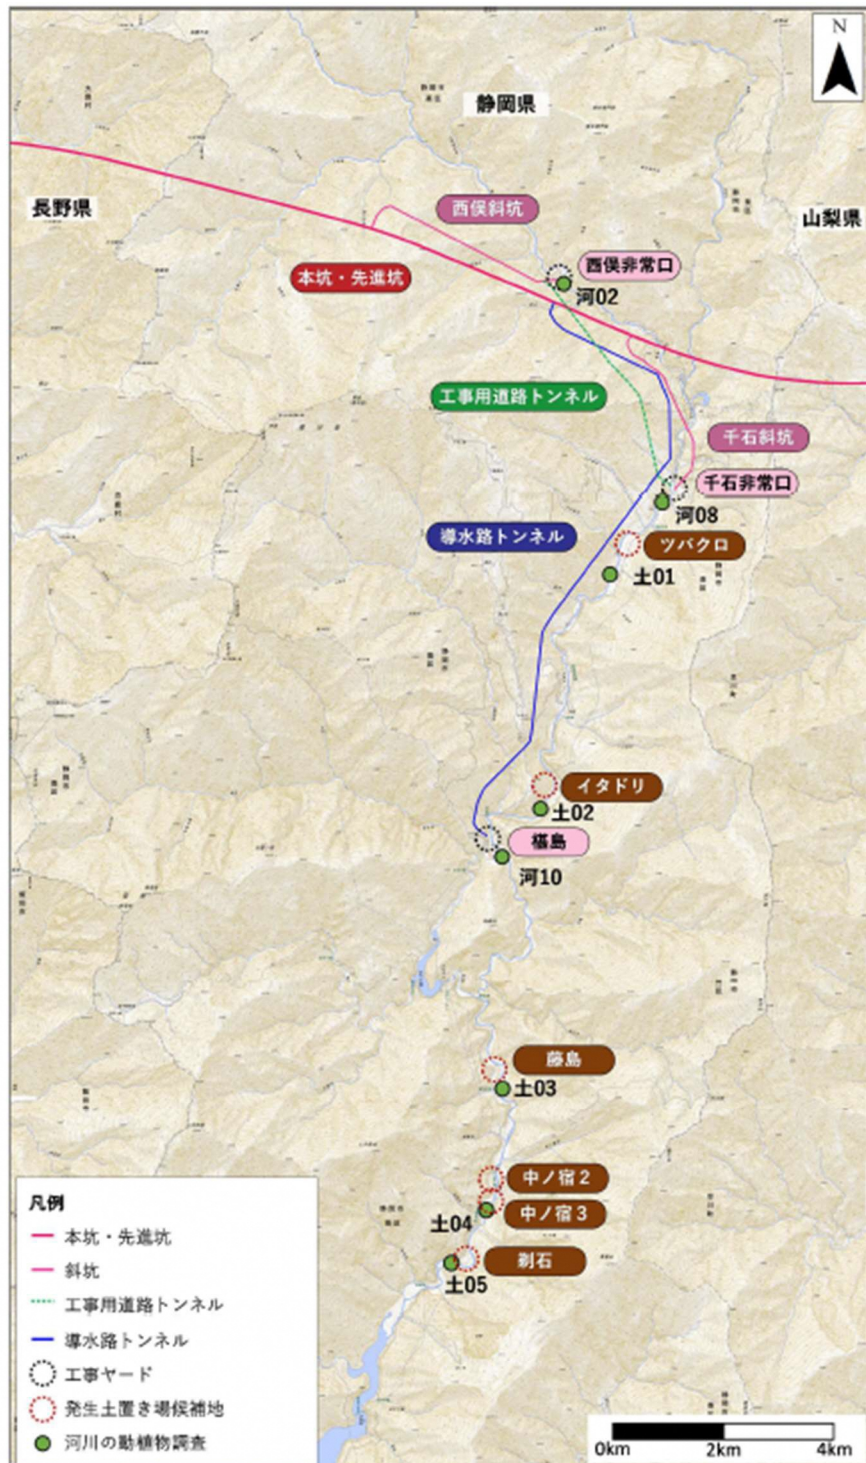 N
静岡県
長野県
山梨県
西俣斜坑
本坑・先進坑
西俣非常口
河02
工事用道路トンネル
千石斜坑
千石非常口
河08
導水路トンネル
ツバクロ
土01
イタドリ
土02
椹島
河10
藤島
土03
中ノ宿2
中ノ宿3
土04
剃石
土05
凡例
本坑・先進坑
斜坑
工事用道路トンネル
導水路トンネル
工事ヤード
発生土置き場候補地
河川の動植物調査
0km
2km
4km